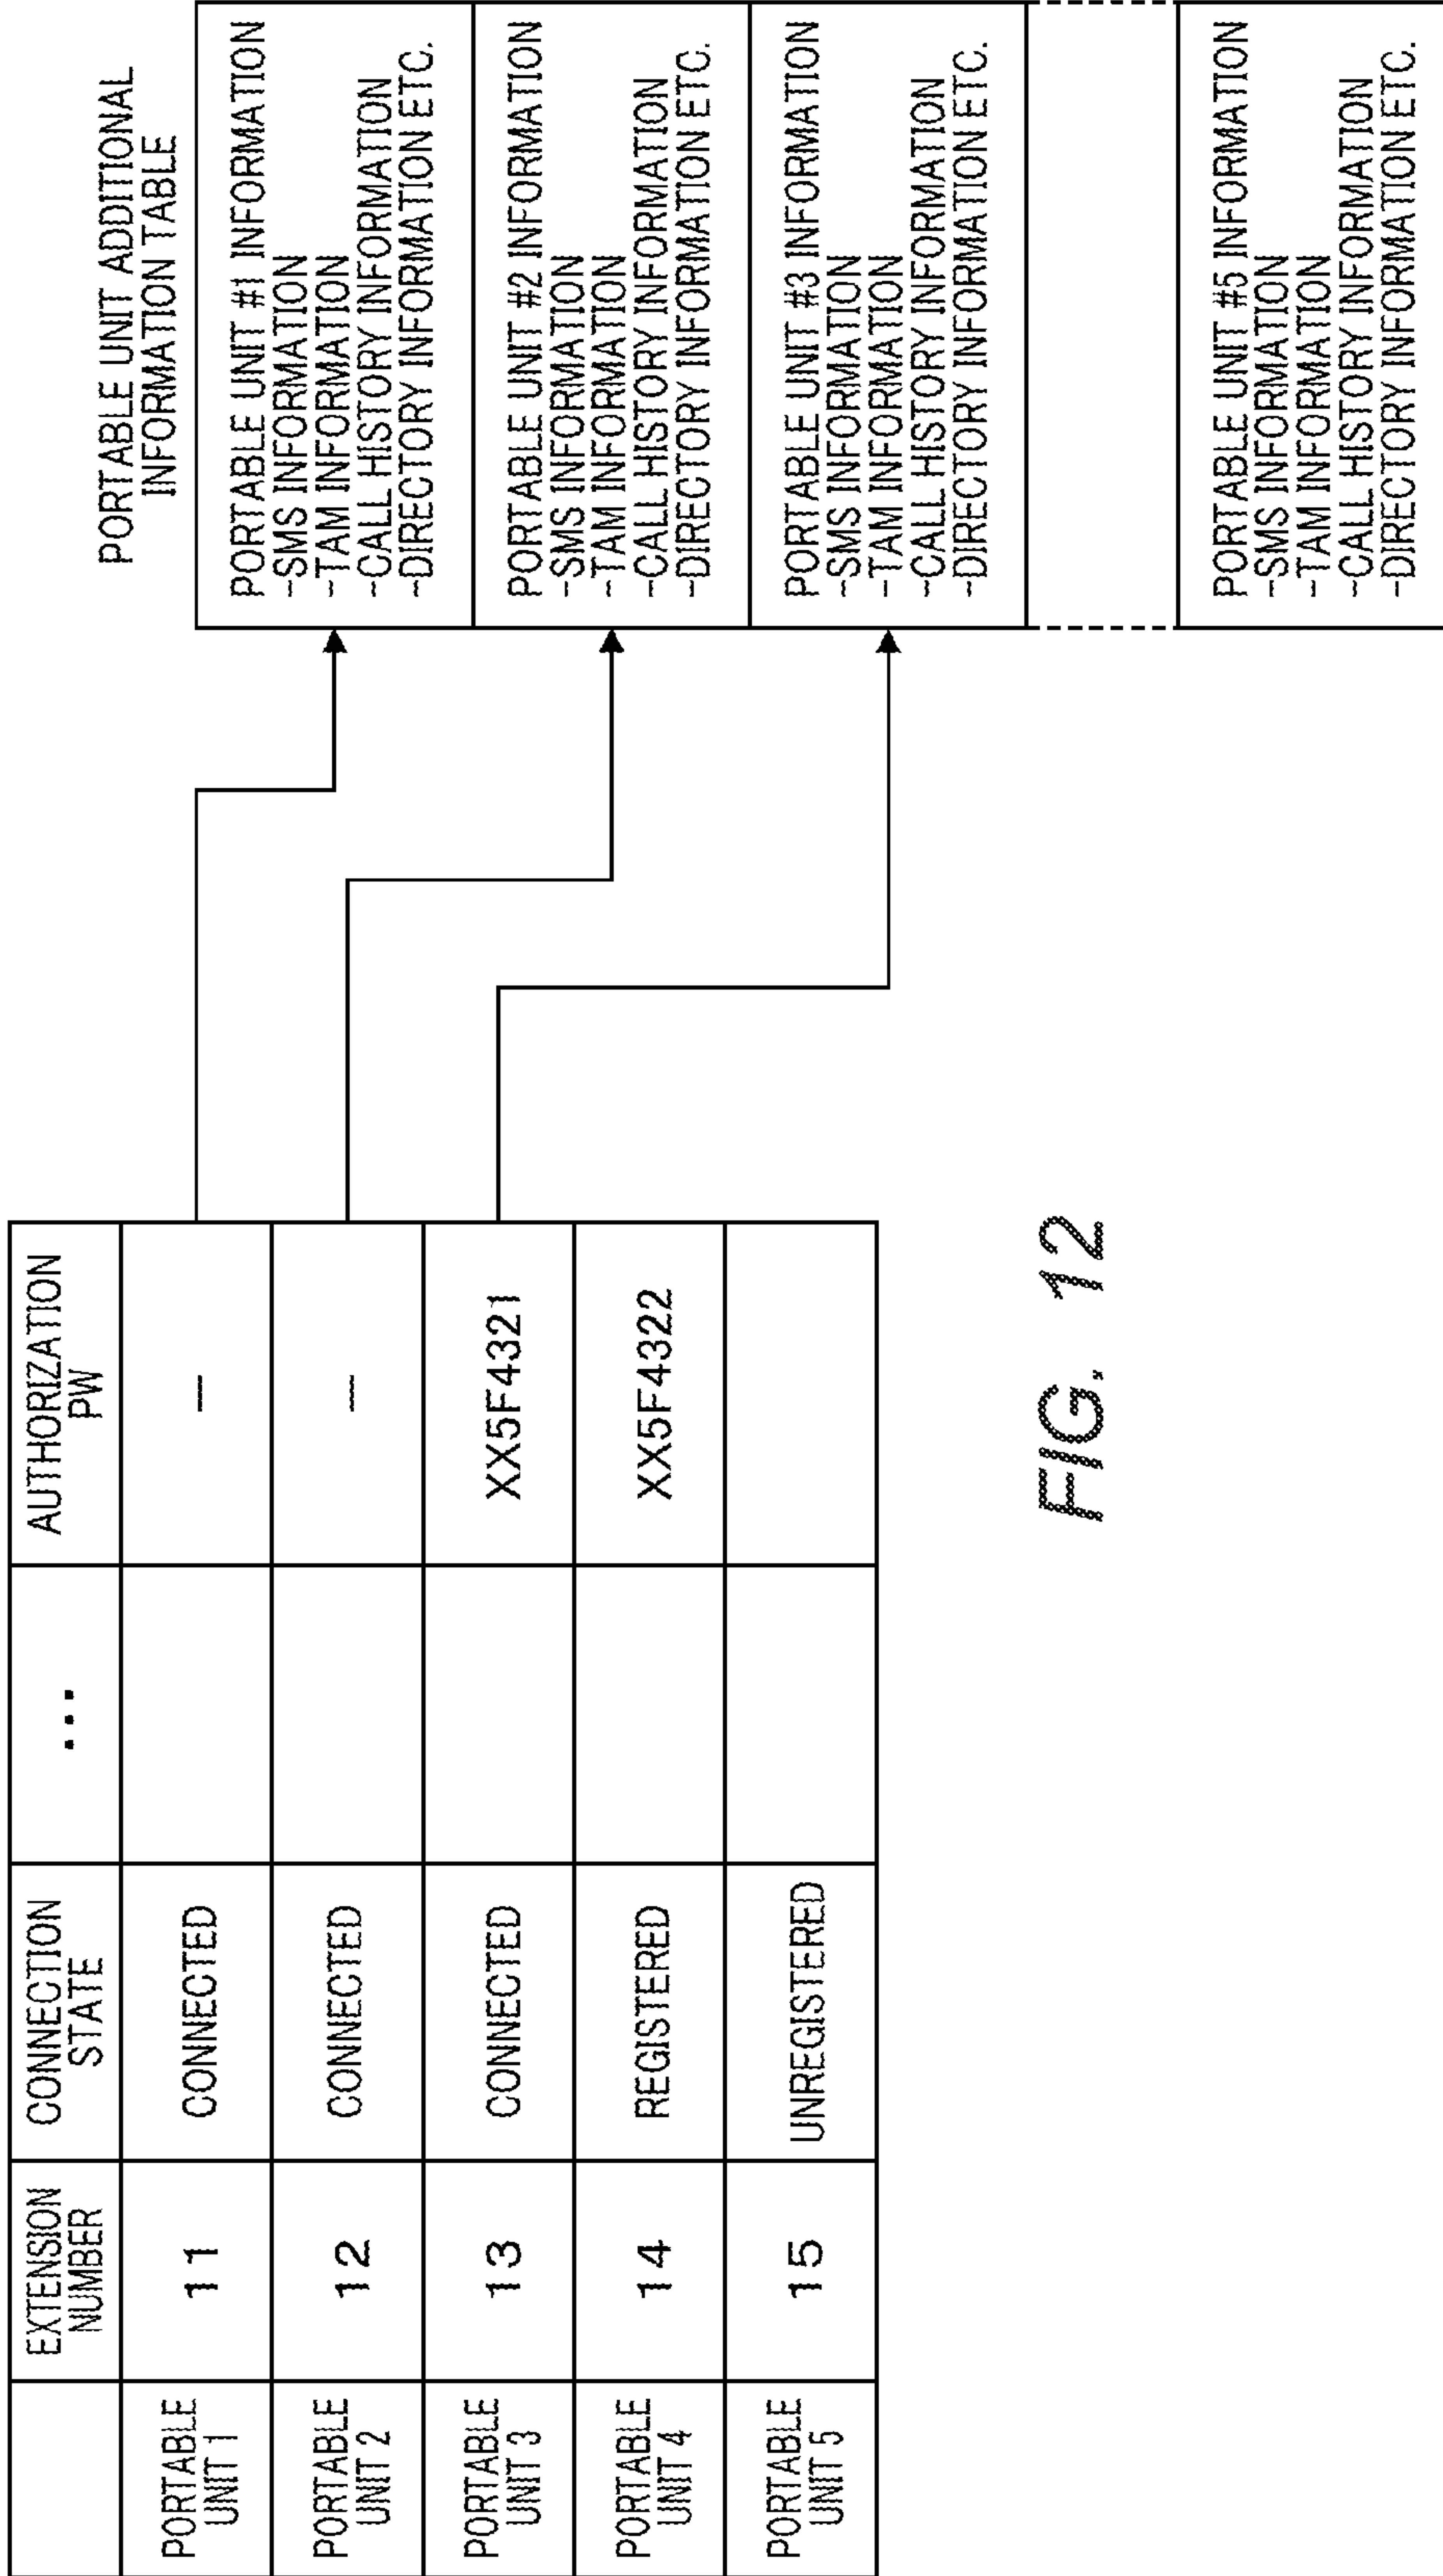 EXTENSION
NUMBER
CONNECTION
STATE
...
AUTHORIZATION
PW
PORTABLE
UNIT 1
11
CONNECTED
—
PORTABLE
UNIT 2
12
CONNECTED
—
PORTABLE
UNIT 3
13
CONNECTED
XX5F4321
PORTABLE
UNIT 4
14
REGISTERED
XX5F4322
PORTABLE
UNIT 5
15
UNREGISTERED
PORTABLE UNIT ADDITIONAL
INFORMATION TABLE
PORTABLE UNIT #1 INFORMATION
-SMS INFORMATION
-TAM INFORMATION
-CALL HISTORY INFORMATION
-DIRECTORY INFORMATION ETC.
PORTABLE UNIT #2 INFORMATION
-SMS INFORMATION
-TAM INFORMATION
-CALL HISTORY INFORMATION
-DIRECTORY INFORMATION ETC.
PORTABLE UNIT #3 INFORMATION
-SMS INFORMATION
-TAM INFORMATION
-CALL HISTORY INFORMATION
-DIRECTORY INFORMATION ETC.
PORTABLE UNIT #5 INFORMATION
-SMS INFORMATION
-TAM INFORMATION
-CALL HISTORY INFORMATION
-DIRECTORY INFORMATION ETC.
FIG. 12